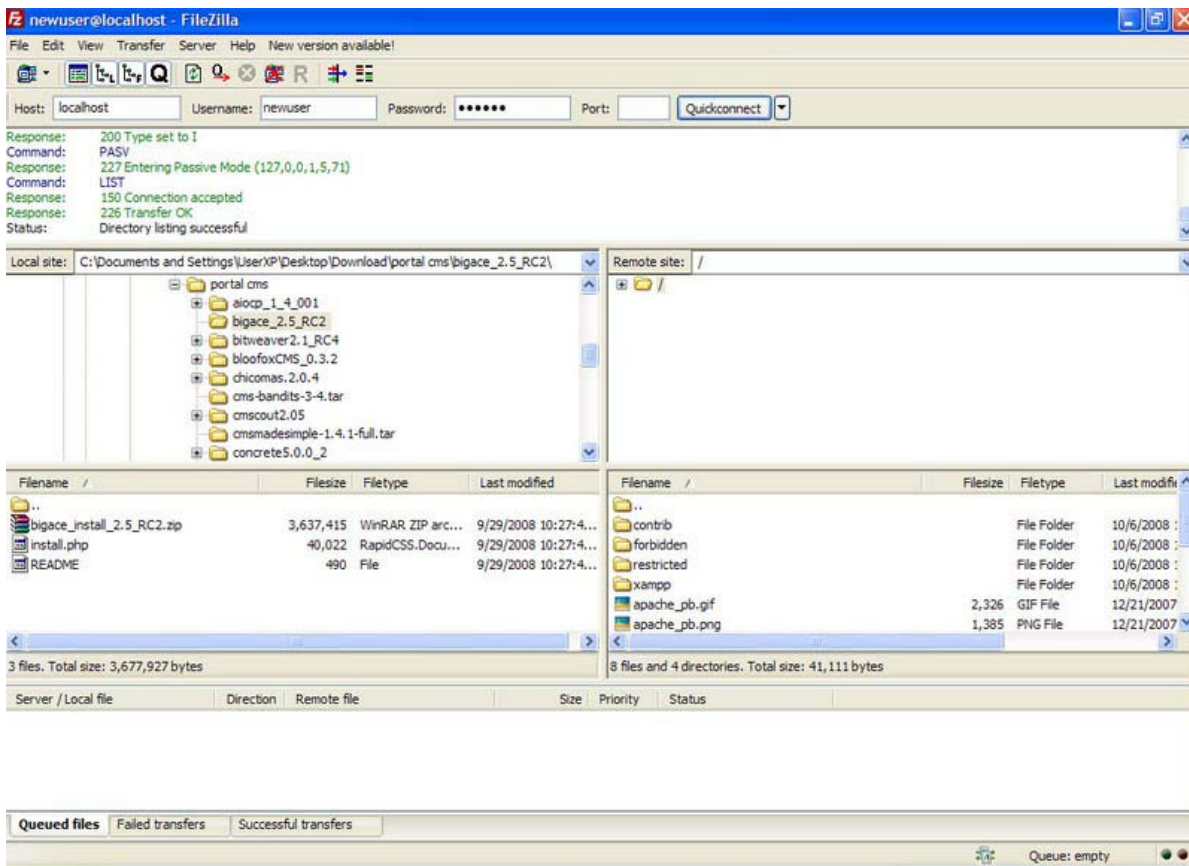 newuser@localhost - FileZilla
File Edit View Transfer Server Help New version available!
Host: localhost Username: newuser Password: •••••• Port: Quickconnect
Response: 200 Type set to I
Command: PASV
Response: 227 Entering Passive Mode (127,0,0,1,5,71)
Command: LIST
Response: 150 Connection accepted
Response: 226 Transfer OK
Status: Directory listing successful
Local site: C:\Documents and Settings\UserXP\Desktop\Download\portal cms\bigace_2.5_RC2\
portal cms
aiocp_1_4_001
bigace_2.5_RC2
bitweaver2.1_RC4
bloofoxCMS_0.3.2
chicomas.2.0.4
cms-bandits-3-4.tar
cmscout2.05
cmsmadesimple-1.4.1-full.tar
concrete5.0.0_2
Remote site: /
/
Filename / Filesize Filetype Last modified
..
bigace_install_2.5_RC2.zip 3,637,415 WinRAR ZIP arc... 9/29/2008 10:27:4...
install.php 40,022 RapidCSS.Docu... 9/29/2008 10:27:4...
README 490 File 9/29/2008 10:27:4...
3 files. Total size: 3,677,927 bytes
Filename / Filesize Filetype Last modifie
..
contrib File Folder 10/6/2008
forbidden File Folder 10/6/2008
restricted File Folder 10/6/2008
xampp File Folder 10/6/2008
apache_pb.gif 2,326 GIF File 12/21/2007
apache_pb.png 1,385 PNG File 12/21/2007
8 files and 4 directories. Total size: 41,111 bytes
Server / Local file Direction Remote file Size Priority Status
Queued files Failed transfers Successful transfers
Queue: empty